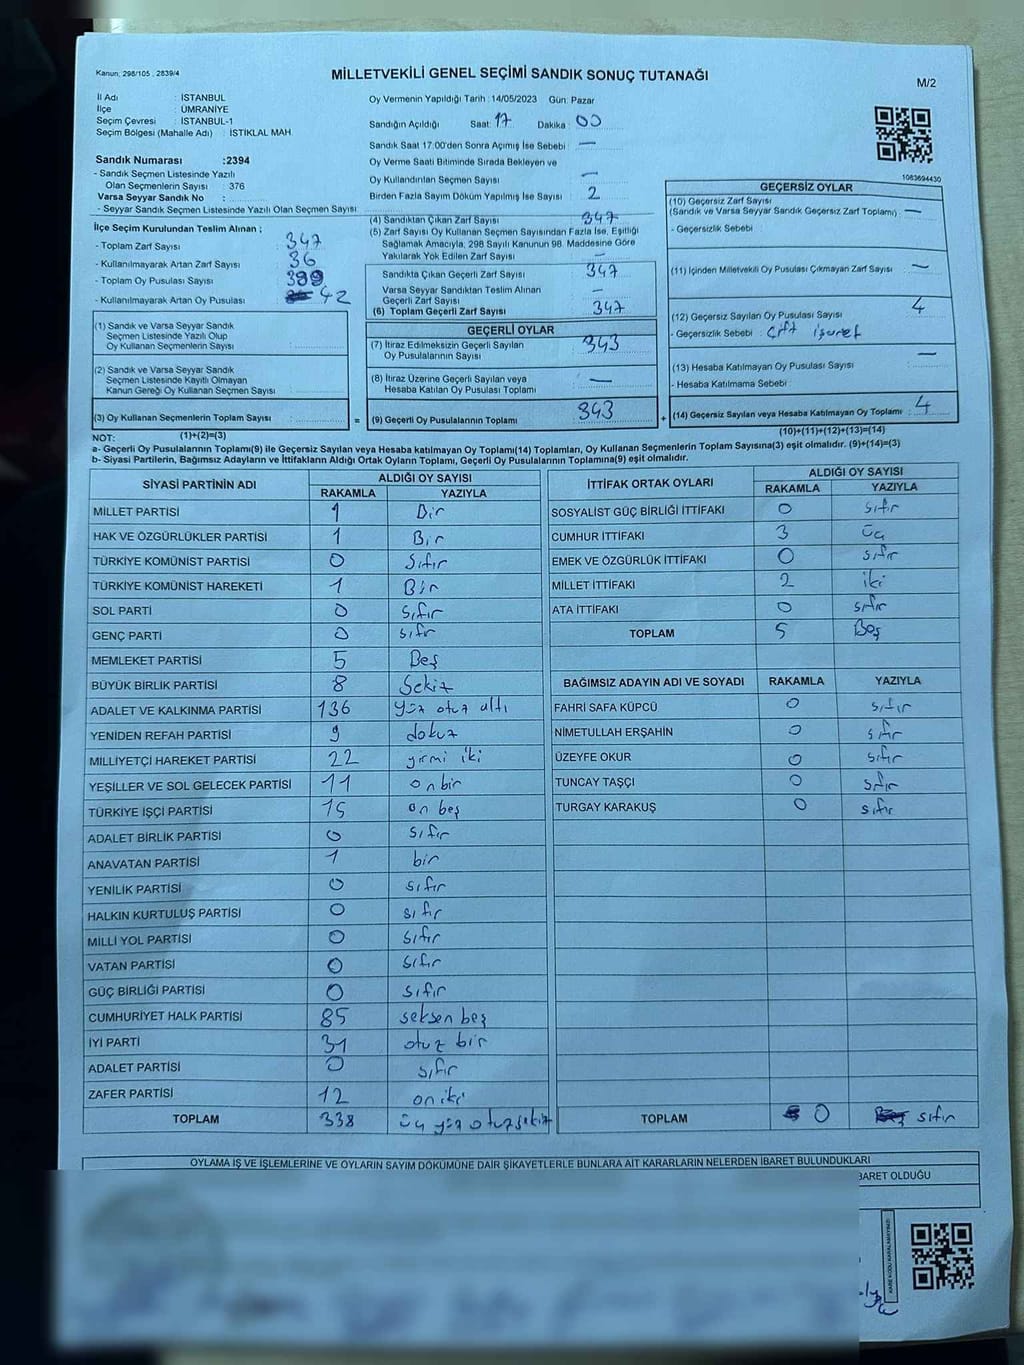 Kanun: 298/105 , 2839/4
MİLLETVEKİLİ GENEL SEÇİMİ SANDIK SONUÇ TUTANAĞI
M/2
İl Adı : İSTANBUL
İlçe : ÜMRANİYE
Seçim Çevresi : İSTANBUL-1
Seçim Bölgesi (Mahalle Adı) : İSTİKLAL MAH.
Sandık Numarası :2394
- Sandık Seçmen Listesinde Yazılı
Olan Seçmenlerin Sayısı : 376
Varsa Seyyar Sandık No :
- Seyyar Sandık Seçmen Listesinde Yazılı Olan Seçmen Sayısı:
İlçe Seçim Kurulundan Teslim Alınan ;
- Toplam Zarf Sayısı : 347
- Kullanılmayarak Artan Zarf Sayısı : 36
- Toplam Oy Pusulası Sayısı : 389
- Kullanılmayarak Artan Oy Pusulası : 42
(1) Sandık ve Varsa Seyyar Sandık
Seçmen Listesinde Yazılı Olup
Oy Kullanan Seçmenlerin Sayısı :
(2) Sandık ve Varsa Seyyar Sandık
Seçmen Listesinde Kayıtlı Olmayan
Kanun Gereği Oy Kullanan Seçmen Sayısı :
(3) Oy Kullanan Seçmenlerin Toplam Sayısı :
(1)+(2)=(3)
Oy Vermenin Yapıldığı Tarih :14/05/2023 Gün: Pazar
Sandığın Açıldığı Saat: 17 Dakika : 00
Sandık Saat 17:00'den Sonra Açımış İse Sebebi : —
Oy Verme Saati Bitiminde Sırada Bekleyen ve
Oy Kullandırılan Seçmen Sayısı : —
Birden Fazla Sayım Döküm Yapılmış İse Sayısı : 2
(4) Sandıktan Çıkan Zarf Sayısı : 347
(5) Zarf Sayısı Oy Kullanan Seçmen Sayısından Fazla İse, Eşitliği
Sağlamak Amacıyla, 298 Sayılı Kanunun 98. Maddesine Göre
Yakılarak Yok Edilen Zarf Sayısı : —
Sandıkta Çıkan Geçerli Zarf Sayısı : 347
Varsa Seyyar Sandıktan Teslim Alınan
Geçerli Zarf Sayısı : —
(6) Toplam Geçerli Zarf Sayısı : 347
GEÇERLİ OYLAR
(7) İtiraz Edilmeksizin Geçerli Sayılan
Oy Pusulalarının Sayısı : 343
(8) İtiraz Üzerine Geçerli Sayılan veya
Hesaba Katılan Oy Pusulası Toplamı : —
= (9) Geçerli Oy Pusulalarının Toplamı : 343 +
1083694430
GEÇERSİZ OYLAR
(10) Geçersiz Zarf Sayısı
(Sandık ve Varsa Seyyar Sandık Geçersiz Zarf Toplamı) : —
- Geçersizlik Sebebi :
(11) İçinden Milletvekili Oy Pusulası Çıkmayan Zarf Sayısı : —
(12) Geçersiz Sayılan Oy Pusulası Sayısı : 4
- Geçersizlik Sebebi : Çift işaret
(13) Hesaba Katılmayan Oy Pusulası Sayısı : —
- Hesaba Katılmama Sebebi
(14) Geçersiz Sayılan veya Hesaba Katılmayan Oy Toplamı : 4
(10)+(11)+(12)+(13)=(14)
NOT:
a- Geçerli Oy Pusulalarının Toplamı(9) ile Geçersiz Sayılan veya Hesaba katılmayan Oy Toplamı(14) Toplamları, Oy Kullanan Seçmenlerin Toplam Sayısına(3) eşit olmalıdır. (9)+(14)=(3)
b- Siyasi Partilerin, Bağımsız Adayların ve İttifakların Aldığı Ortak Oyların Toplamı, Geçerli Oy Pusulalarının Toplamına(9) eşit olmalıdır.
SİYASİ PARTİNİN ADI ALDIĞI OY SAYISI
RAKAMLA YAZIYLA
MİLLET PARTİSİ 1 Bir
HAK VE ÖZGÜRLÜKLER PARTİSİ 1 Bir
TÜRKİYE KOMÜNİST PARTİSİ 0 Sıfır
TÜRKİYE KOMÜNİST HAREKETİ 1 Bir
SOL PARTİ 0 Sıfır
GENÇ PARTİ 0 sıfır
MEMLEKET PARTİSİ 5 Beş
BÜYÜK BİRLİK PARTİSİ 8 Sekiz
ADALET VE KALKINMA PARTİSİ 136 yüz otuz altı
YENİDEN REFAH PARTİSİ 9 dokuz
MİLLİYETÇİ HAREKET PARTİSİ 22 yirmi iki
YEŞİLLER VE SOL GELECEK PARTİSİ 11 on bir
TÜRKİYE İŞÇİ PARTİSİ 15 on beş
ADALET BİRLİK PARTİSİ 0 sıfır
ANAVATAN PARTİSİ 1 bir
YENİLİK PARTİSİ 0 sıfır
HALKIN KURTULUŞ PARTİSİ 0 sıfır
MİLLİ YOL PARTİSİ 0 sıfır
VATAN PARTİSİ 0 sıfır
GÜÇ BİRLİĞİ PARTİSİ 0 sıfır
CUMHURİYET HALK PARTİSİ 85 seksen beş
İYİ PARTİ 31 otuz bir
ADALET PARTİSİ 0 sıfır
ZAFER PARTİSİ 12 on iki
TOPLAM 338 üç yüz otuzsekiz
İTTİFAK ORTAK OYLARI ALDIĞI OY SAYISI
RAKAMLA YAZIYLA
SOSYALİST GÜÇ BİRLİĞİ İTTİFAKI 0 sıfır
CUMHUR İTTİFAKI 3 üç
EMEK VE ÖZGÜRLÜK İTTİFAKI 0 sıfır
MİLLET İTTİFAKI 2 iki
ATA İTTİFAKI 0 sıfır
TOPLAM 5 Beş
BAĞIMSIZ ADAYIN ADI VE SOYADI RAKAMLA YAZIYLA
FAHRİ SAFA KÜPCÜ 0 sıfır
NİMETULLAH ERŞAHİN 0 sıfır
ÜZEYFE OKUR 0 sıfır
TUNCAY TAŞÇI 0 sıfır
TURGAY KARAKUŞ 0 sıfır
TOPLAM 0 sıfır
OYLAMA İŞ VE İŞLEMLERİNE VE OYLARIN SAYIM DÖKÜMÜNE DAİR ŞİKAYETLERLE BUNLARA AİT KARARLARIN NELERDEN İBARET BULUNDUKLARI
BARET OLDUĞU
KARE KODU KARALAMAYINIZ!